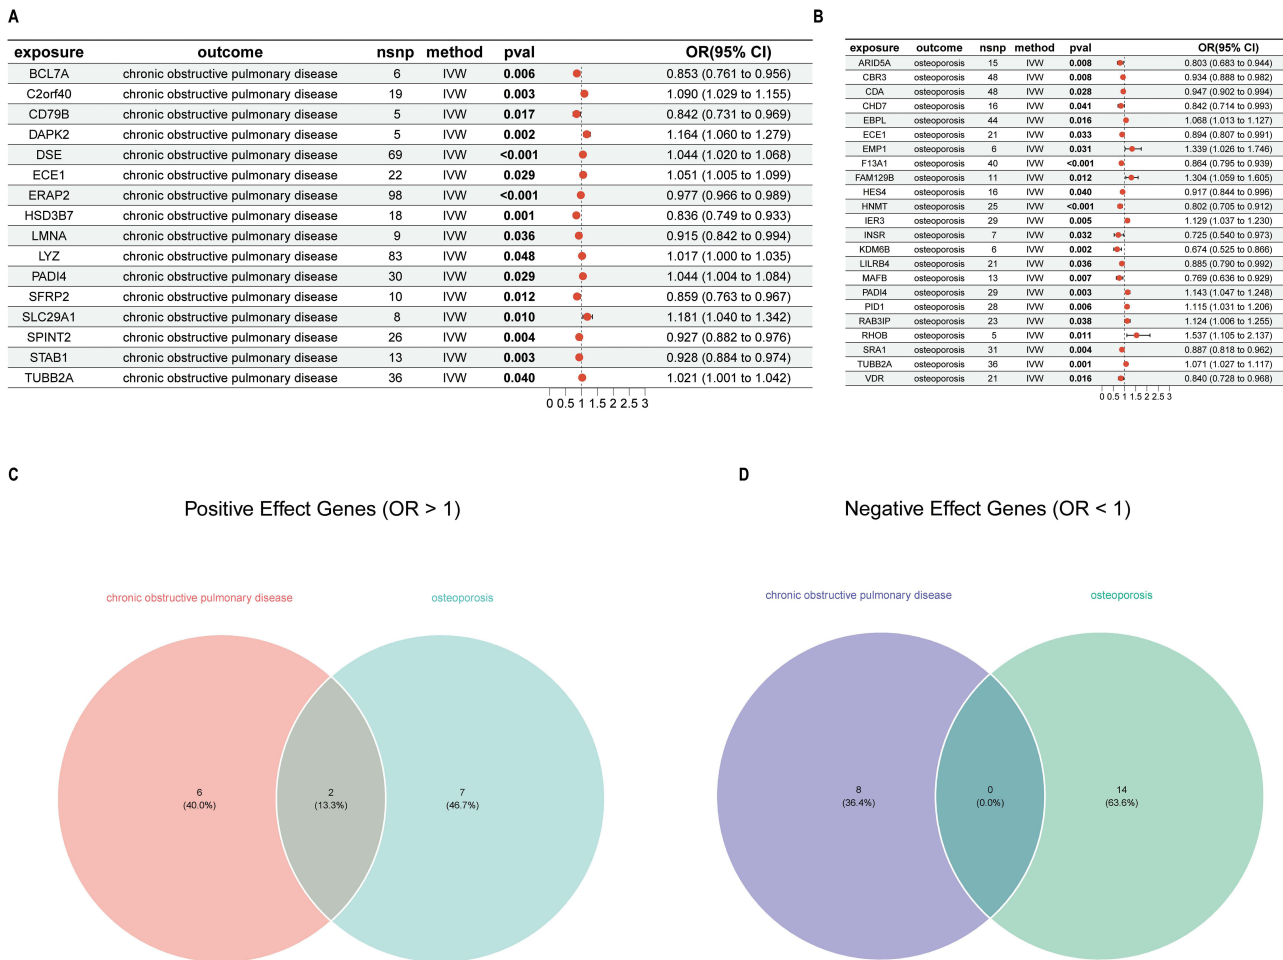 A
exposure outcome nsnp method pval OR(95% CI)
BCL7A chronic obstructive pulmonary disease 6 IVW 0.006 0.853 (0.761 to 0.956)
C2orf40 chronic obstructive pulmonary disease 19 IVW 0.003 1.090 (1.029 to 1.155)
CD79B chronic obstructive pulmonary disease 5 IVW 0.017 0.842 (0.731 to 0.969)
DAPK2 chronic obstructive pulmonary disease 5 IVW 0.002 1.164 (1.060 to 1.279)
DSE chronic obstructive pulmonary disease 69 IVW <0.001 1.044 (1.020 to 1.068)
ECE1 chronic obstructive pulmonary disease 22 IVW 0.029 1.051 (1.005 to 1.099)
ERAP2 chronic obstructive pulmonary disease 98 IVW <0.001 0.977 (0.966 to 0.989)
HSD3B7 chronic obstructive pulmonary disease 18 IVW 0.001 0.836 (0.749 to 0.933)
LMNA chronic obstructive pulmonary disease 9 IVW 0.036 0.915 (0.842 to 0.994)
LYZ chronic obstructive pulmonary disease 83 IVW 0.048 1.017 (1.000 to 1.035)
PADI4 chronic obstructive pulmonary disease 30 IVW 0.029 1.044 (1.004 to 1.084)
SFRP2 chronic obstructive pulmonary disease 10 IVW 0.012 0.859 (0.763 to 0.967)
SLC29A1 chronic obstructive pulmonary disease 8 IVW 0.010 1.181 (1.040 to 1.342)
SPINT2 chronic obstructive pulmonary disease 26 IVW 0.004 0.927 (0.882 to 0.976)
STAB1 chronic obstructive pulmonary disease 13 IVW 0.003 0.928 (0.884 to 0.974)
TUBB2A chronic obstructive pulmonary disease 36 IVW 0.040 1.021 (1.001 to 1.042)
0 0.5 1 1.5 2 2.5 3
B
exposure outcome nsnp method pval OR(95% CI)
ARID5A osteoporosis 15 IVW 0.008 0.803 (0.683 to 0.944)
CBR3 osteoporosis 48 IVW 0.008 0.934 (0.888 to 0.982)
CDA osteoporosis 48 IVW 0.028 0.947 (0.902 to 0.994)
CHD7 osteoporosis 16 IVW 0.041 0.842 (0.714 to 0.993)
EBPL osteoporosis 44 IVW 0.016 1.068 (1.013 to 1.127)
ECE1 osteoporosis 21 IVW 0.033 0.894 (0.807 to 0.991)
EMP1 osteoporosis 6 IVW 0.031 1.339 (1.026 to 1.746)
F13A1 osteoporosis 40 IVW <0.001 0.864 (0.795 to 0.939)
FAM129B osteoporosis 11 IVW 0.012 1.304 (1.059 to 1.605)
HES4 osteoporosis 16 IVW 0.040 0.917 (0.844 to 0.996)
HNMT osteoporosis 25 IVW <0.001 0.802 (0.705 to 0.912)
IER3 osteoporosis 29 IVW 0.005 1.129 (1.037 to 1.230)
INSR osteoporosis 7 IVW 0.032 0.725 (0.540 to 0.973)
KDM6B osteoporosis 6 IVW 0.002 0.674 (0.525 to 0.866)
LILRB4 osteoporosis 21 IVW 0.036 0.885 (0.790 to 0.992)
MAFB osteoporosis 13 IVW 0.007 0.769 (0.636 to 0.929)
PADI4 osteoporosis 29 IVW 0.003 1.143 (1.047 to 1.248)
PID1 osteoporosis 28 IVW 0.006 1.115 (1.031 to 1.206)
RAB3IP osteoporosis 23 IVW 0.038 1.124 (1.006 to 1.255)
RHOB osteoporosis 5 IVW 0.011 1.537 (1.105 to 2.137)
SRA1 osteoporosis 31 IVW 0.004 0.887 (0.818 to 0.962)
TUBB2A osteoporosis 36 IVW 0.001 1.071 (1.027 to 1.117)
VDR osteoporosis 21 IVW 0.016 0.840 (0.728 to 0.968)
0 0.5 1 1.5 2 2.5 3
C
Positive Effect Genes (OR > 1)
chronic obstructive pulmonary disease osteoporosis
6 2 7
(40.0%) (13.3%) (46.7%)
D
Negative Effect Genes (OR < 1)
chronic obstructive pulmonary disease osteoporosis
8 0 14
(36.4%) (0.0%) (63.6%)